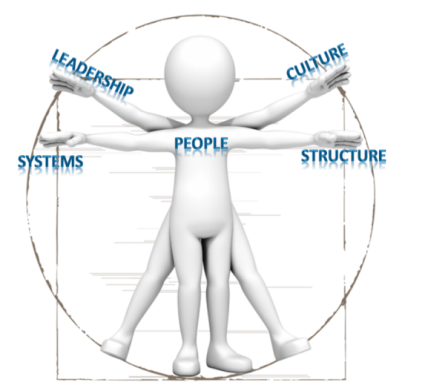 LEADERSHIP
CULTURE
PEOPLE
SYSTEMS
STRUCTURE